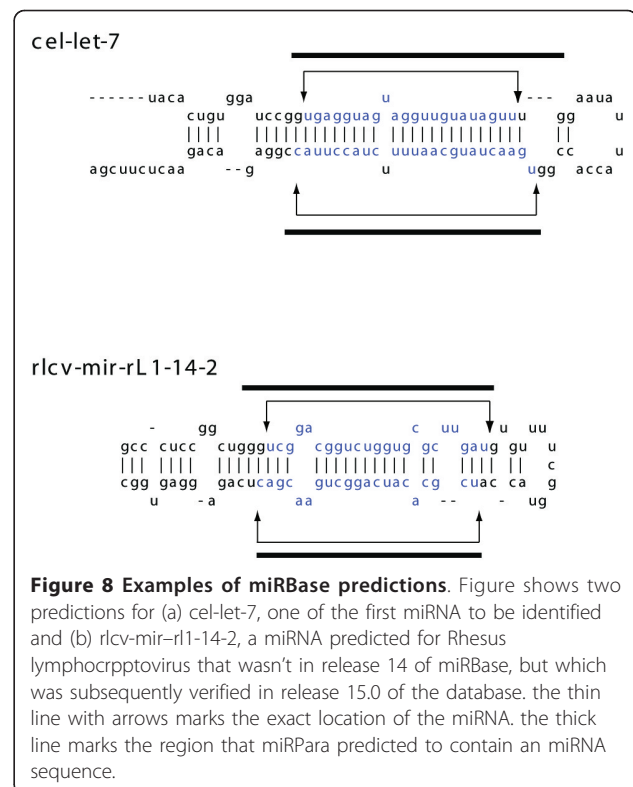 cel-let-7
------uaca gga u --- aaua
cugu uccggugagguag agguuguauaguuu gg u
|||| ||||||||||||| |||||||||||||| ||
gaca aggccauuccauc uuuaacguaucaag cc u
agcuucucaa --g u ugg acca
rlcv-mir-rL1-14-2
- gg ga c uu u uu
gcc cucc cugggucg cggucuggug gc gaug gu u
||| |||| |||||||| |||||||||| || |||| || c
cgg gagg gacucagc gucggacuac cg cuac ca g
u -a aa a -- - ug
Figure 8 Examples of miRBase predictions. Figure shows two
predictions for (a) cel-let-7, one of the first miRNA to be identified
and (b) rlcv-mir–rl1-14-2, a miRNA predicted for Rhesus
lymphocrpptovirus that wasn't in release 14 of miRBase, but which
was subsequently verified in release 15.0 of the database. the thin
line with arrows marks the exact location of the miRNA. the thick
line marks the region that miRPara predicted to contain an miRNA
sequence.